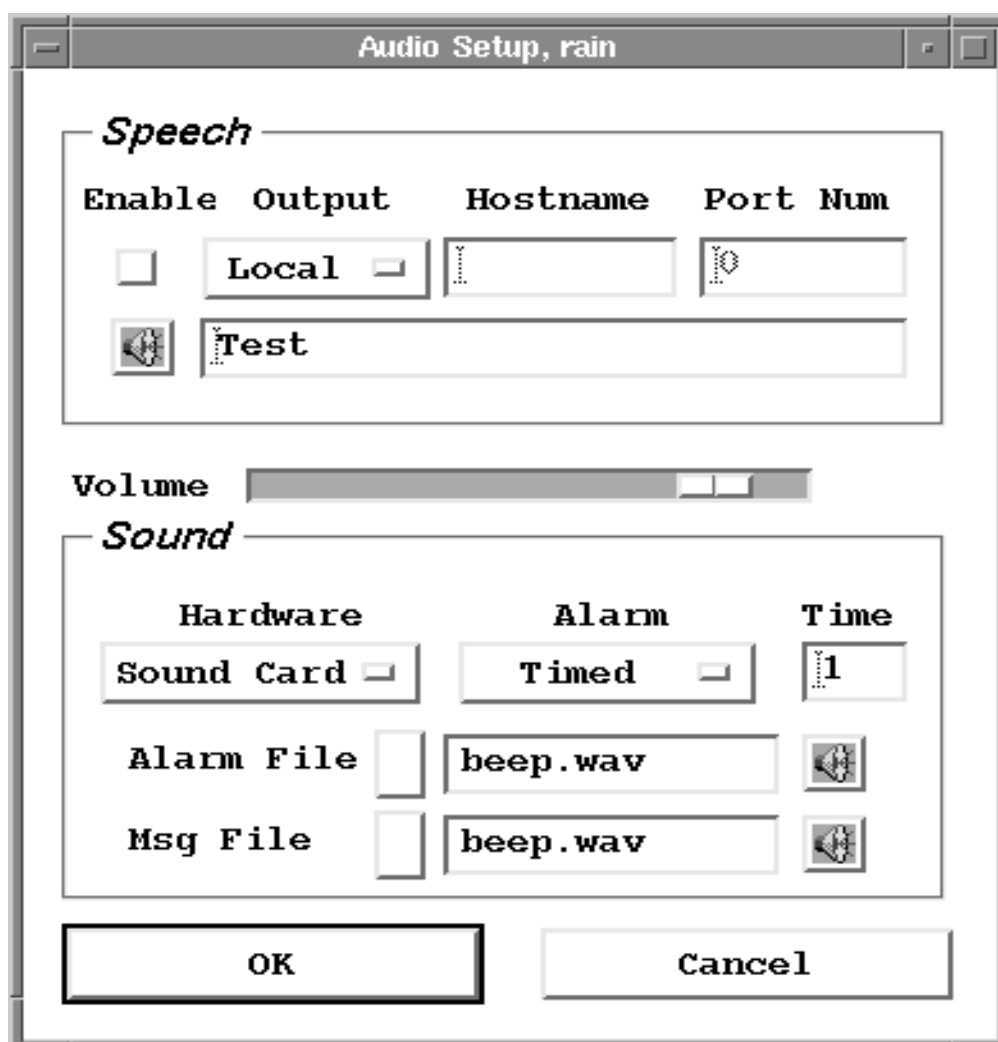 Audio Setup, rain
Speech
Enable Output Hostname Port Num
Local 0
Test
Volume
Sound
Hardware Alarm Time
Sound Card Timed 1
Alarm File beep.wav
Msg File beep.wav
OK Cancel